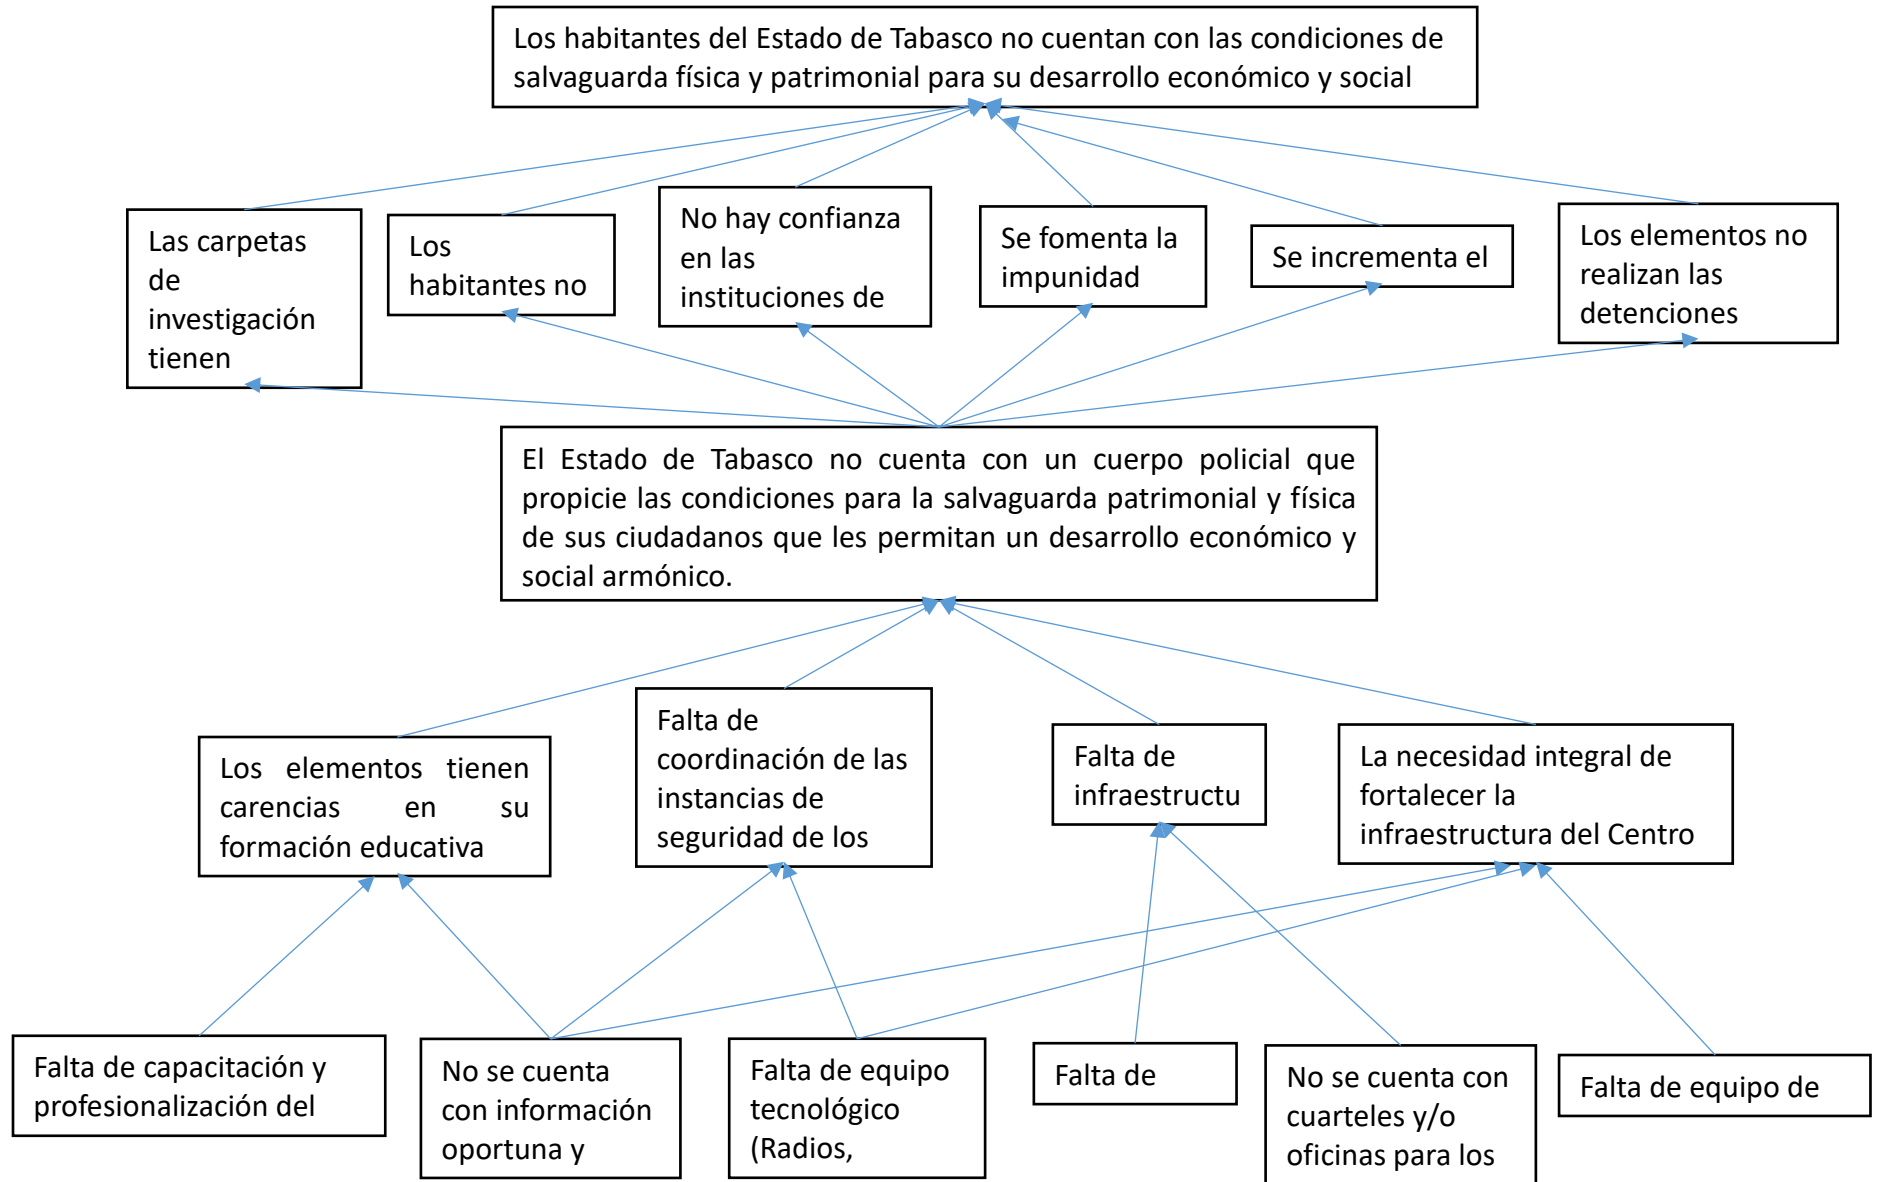 Los habitantes del Estado de Tabasco no cuentan con las condiciones de
salvaguarda física y patrimonial para su desarrollo económico y social
Las carpetas
de
investigación
tienen
Los
habitantes no
No hay confianza
en las
instituciones de
Se fomenta la
impunidad
Se incrementa el
Los elementos no
realizan las
detenciones
El Estado de Tabasco no cuenta con un cuerpo policial que
propicie las condiciones para la salvaguarda patrimonial y física
de sus ciudadanos que les permitan un desarrollo económico y
social armónico.
Los elementos tienen
carencias en su
formación educativa
Falta de
coordinación de las
instancias de
seguridad de los
Falta de
infraestructu
La necesidad integral de
fortalecer la
infraestructura del Centro
Falta de capacitación y
profesionalización del
No se cuenta
con información
oportuna y
Falta de equipo
tecnológico
(Radios,
Falta de
No se cuenta con
cuarteles y/o
oficinas para los
Falta de equipo de